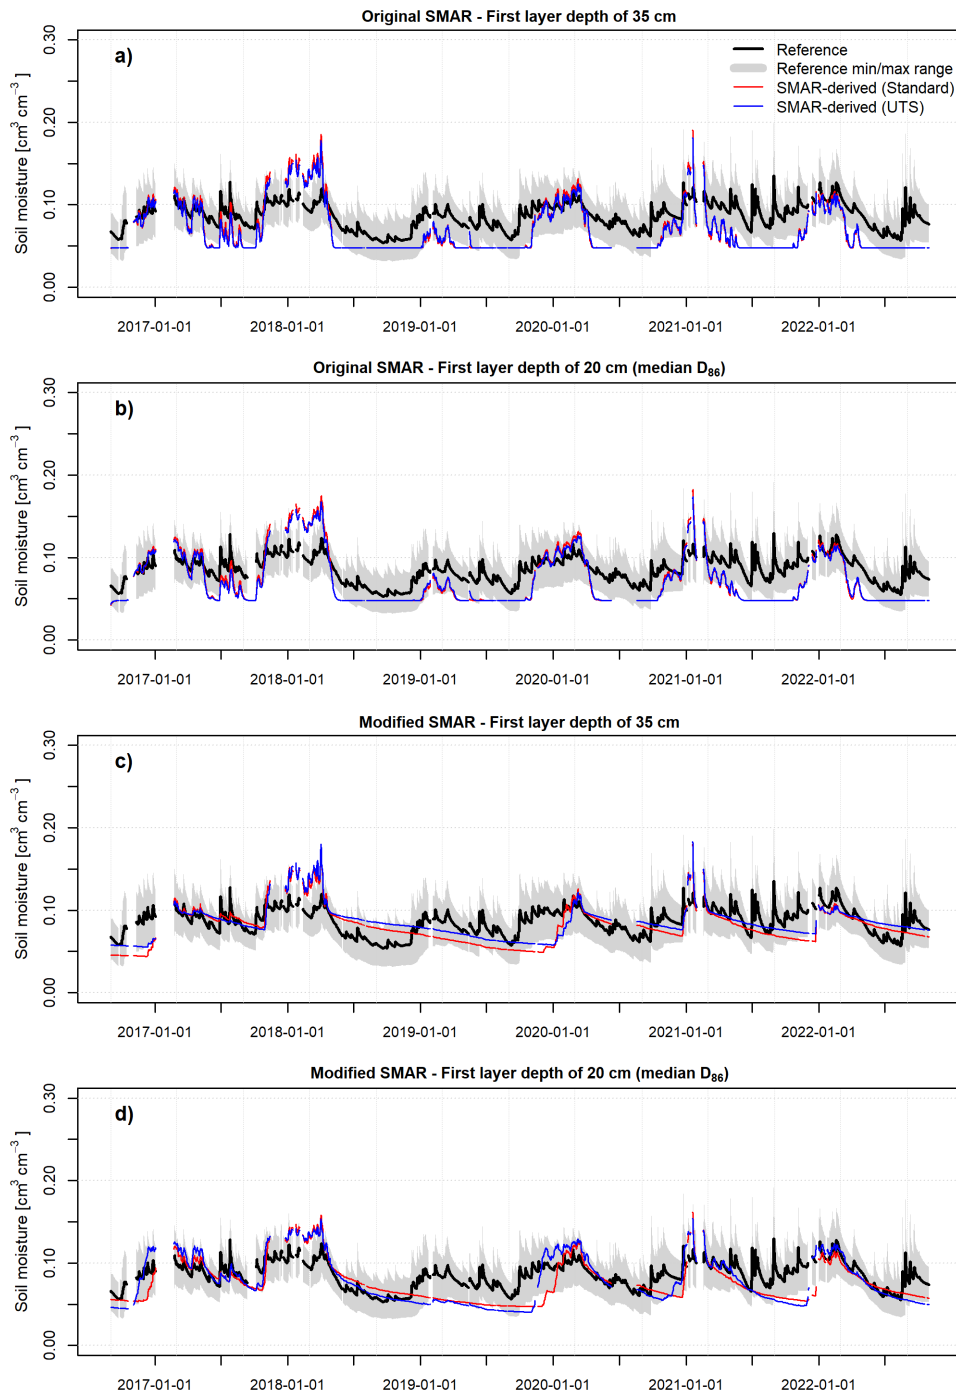 Original SMAR - First layer depth of 35 cm
a)
Reference
Reference min/max range
SMAR-derived (Standard)
SMAR-derived (UTS)
Soil moisture [cm³ cm⁻³ ]
0.30
0.20
0.10
0.00
2017-01-01 2018-01-01 2019-01-01 2020-01-01 2021-01-01 2022-01-01
Original SMAR - First layer depth of 20 cm (median D₈₆)
b)
Soil moisture [cm³ cm⁻³ ]
0.30
0.20
0.10
0.00
2017-01-01 2018-01-01 2019-01-01 2020-01-01 2021-01-01 2022-01-01
Modified SMAR - First layer depth of 35 cm
c)
Soil moisture [cm³ cm⁻³ ]
0.30
0.20
0.10
0.00
2017-01-01 2018-01-01 2019-01-01 2020-01-01 2021-01-01 2022-01-01
Modified SMAR - First layer depth of 20 cm (median D₈₆)
d)
Soil moisture [cm³ cm⁻³ ]
0.30
0.20
0.10
0.00
2017-01-01 2018-01-01 2019-01-01 2020-01-01 2021-01-01 2022-01-01